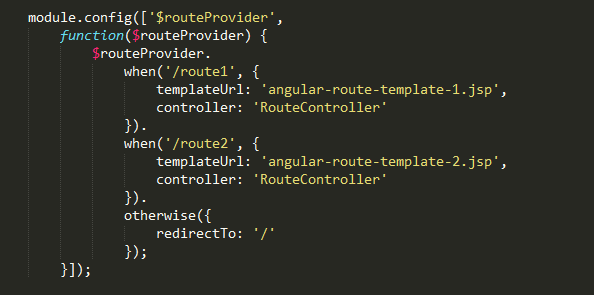 module.config(['$routeProvider',
    function($routeProvider) {
        $routeProvider.
            when('/route1', {
                templateUrl: 'angular-route-template-1.jsp',
                controller: 'RouteController'
            }).
            when('/route2', {
                templateUrl: 'angular-route-template-2.jsp',
                controller: 'RouteController'
            }).
            otherwise({
                redirectTo: '/'
            });
    }]);